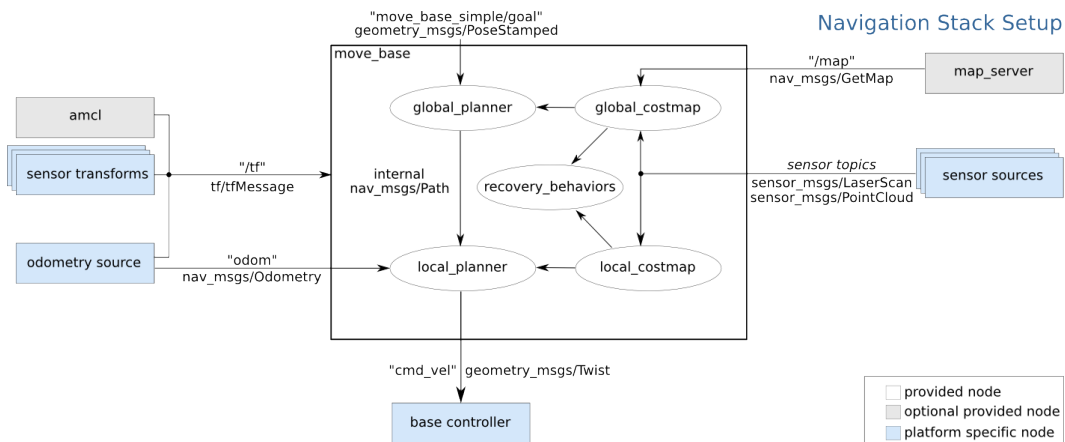 Navigation Stack Setup
"move_base_simple/goal"
geometry_msgs/PoseStamped
move_base
"/map"
nav_msgs/GetMap
map_server
global_planner
global_costmap
amcl
sensor transforms
"/tf"
tf/tfMessage
internal
nav_msgs/Path
recovery_behaviors
sensor topics
sensor_msgs/LaserScan
sensor_msgs/PointCloud
sensor sources
odometry source
"odom"
nav_msgs/Odometry
local_planner
local_costmap
"cmd_vel"
geometry_msgs/Twist
base controller
provided node
optional provided node
platform specific node